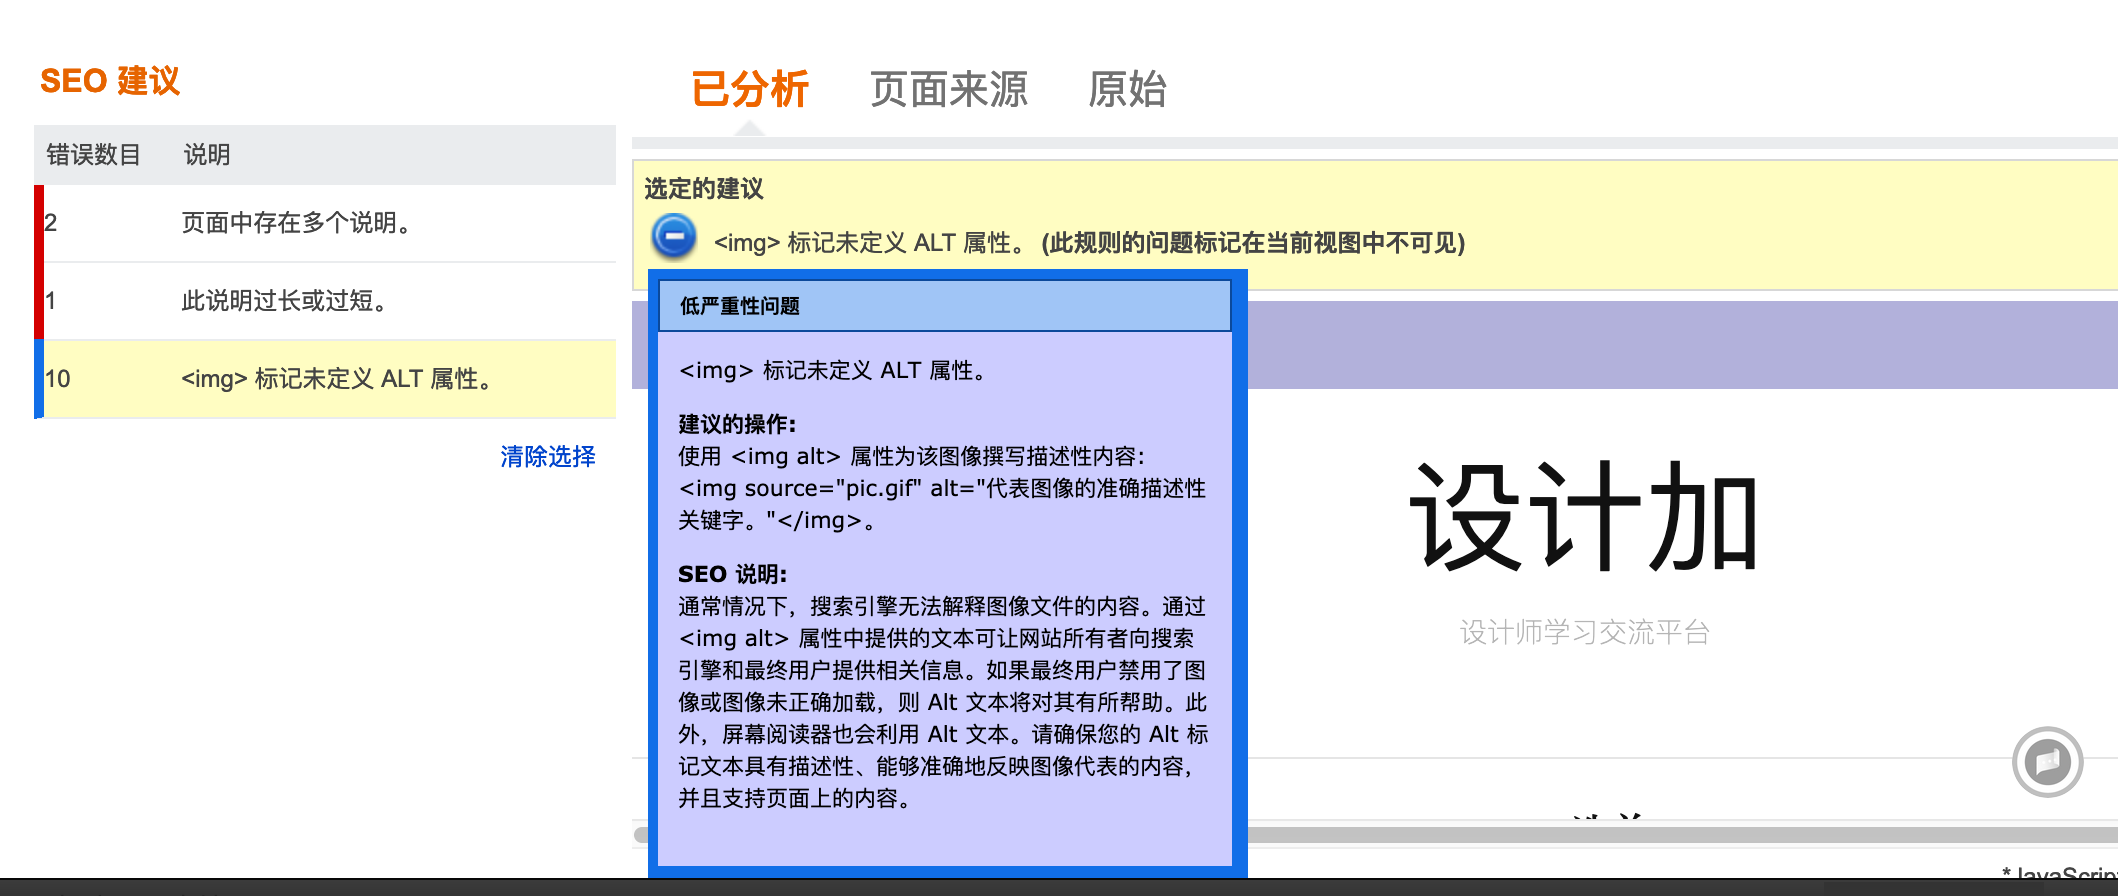 SEO 建议
错误数目 说明
2 页面中存在多个说明。
1 此说明过长或过短。
10 <img> 标记未定义 ALT 属性。
清除选择
已分析 页面来源 原始
选定的建议
<img> 标记未定义 ALT 属性。 (此规则的问题标记在当前视图中不可见)
低严重性问题
<img> 标记未定义 ALT 属性。
建议的操作:
使用 <img alt> 属性为该图像撰写描述性内容:
<img source="pic.gif" alt="代表图像的准确描述性
关键字。"</img>。
SEO 说明:
通常情况下，搜索引擎无法解释图像文件的内容。通过
<img alt> 属性中提供的文本可让网站所有者向搜索
引擎和最终用户提供相关信息。如果最终用户禁用了图
像或图像未正确加载，则 Alt 文本将对其有所帮助。此
外，屏幕阅读器也会利用 Alt 文本。请确保您的 Alt 标
记文本具有描述性、能够准确地反映图像代表的内容，
并且支持页面上的内容。
设计加
设计师学习交流平台